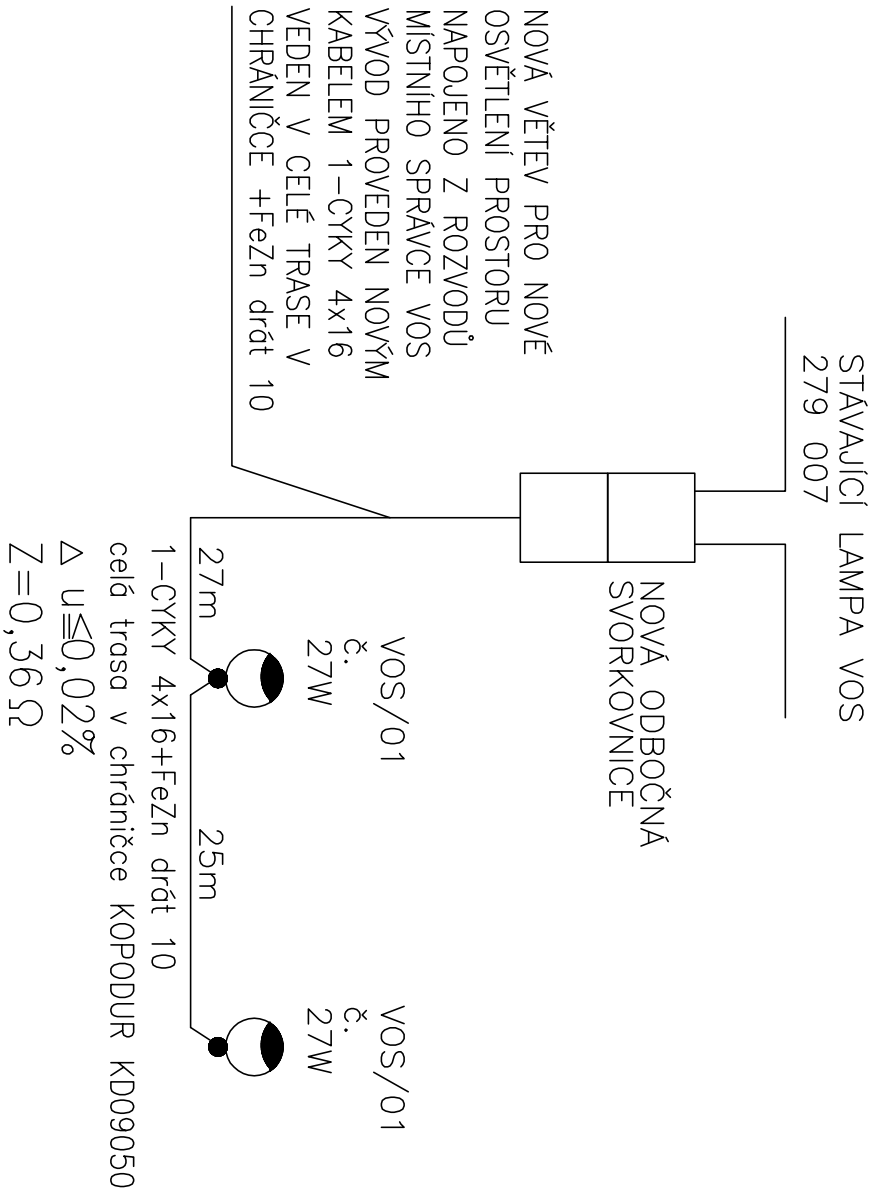 STÁVAJÍCÍ LAMPA VOS
279 007
NOVÁ ODBOČNÁ
SVORKOVNICE
NOVÁ VĚTEV PRO NOVÉ
OSVĚTLENÍ PROSTORU
NAPOJENO Z ROZVODŮ
MÍSTNÍHO SPRÁVCE VOS
VÝVOD PROVEDEN NOVÝM
KABELEM 1-CYKY 4x16
VEDEN V CELÉ TRASE V
CHRÁNIČCE +FeZn drát 10
VOS/01
č.
27W
VOS/01
č.
27W
27m
25m
1-CYKY 4x16+FeZn drát 10
celá trasa v chráničce KOPODUR KD09050
Δ u≦0,02%
Z=0,36 Ω